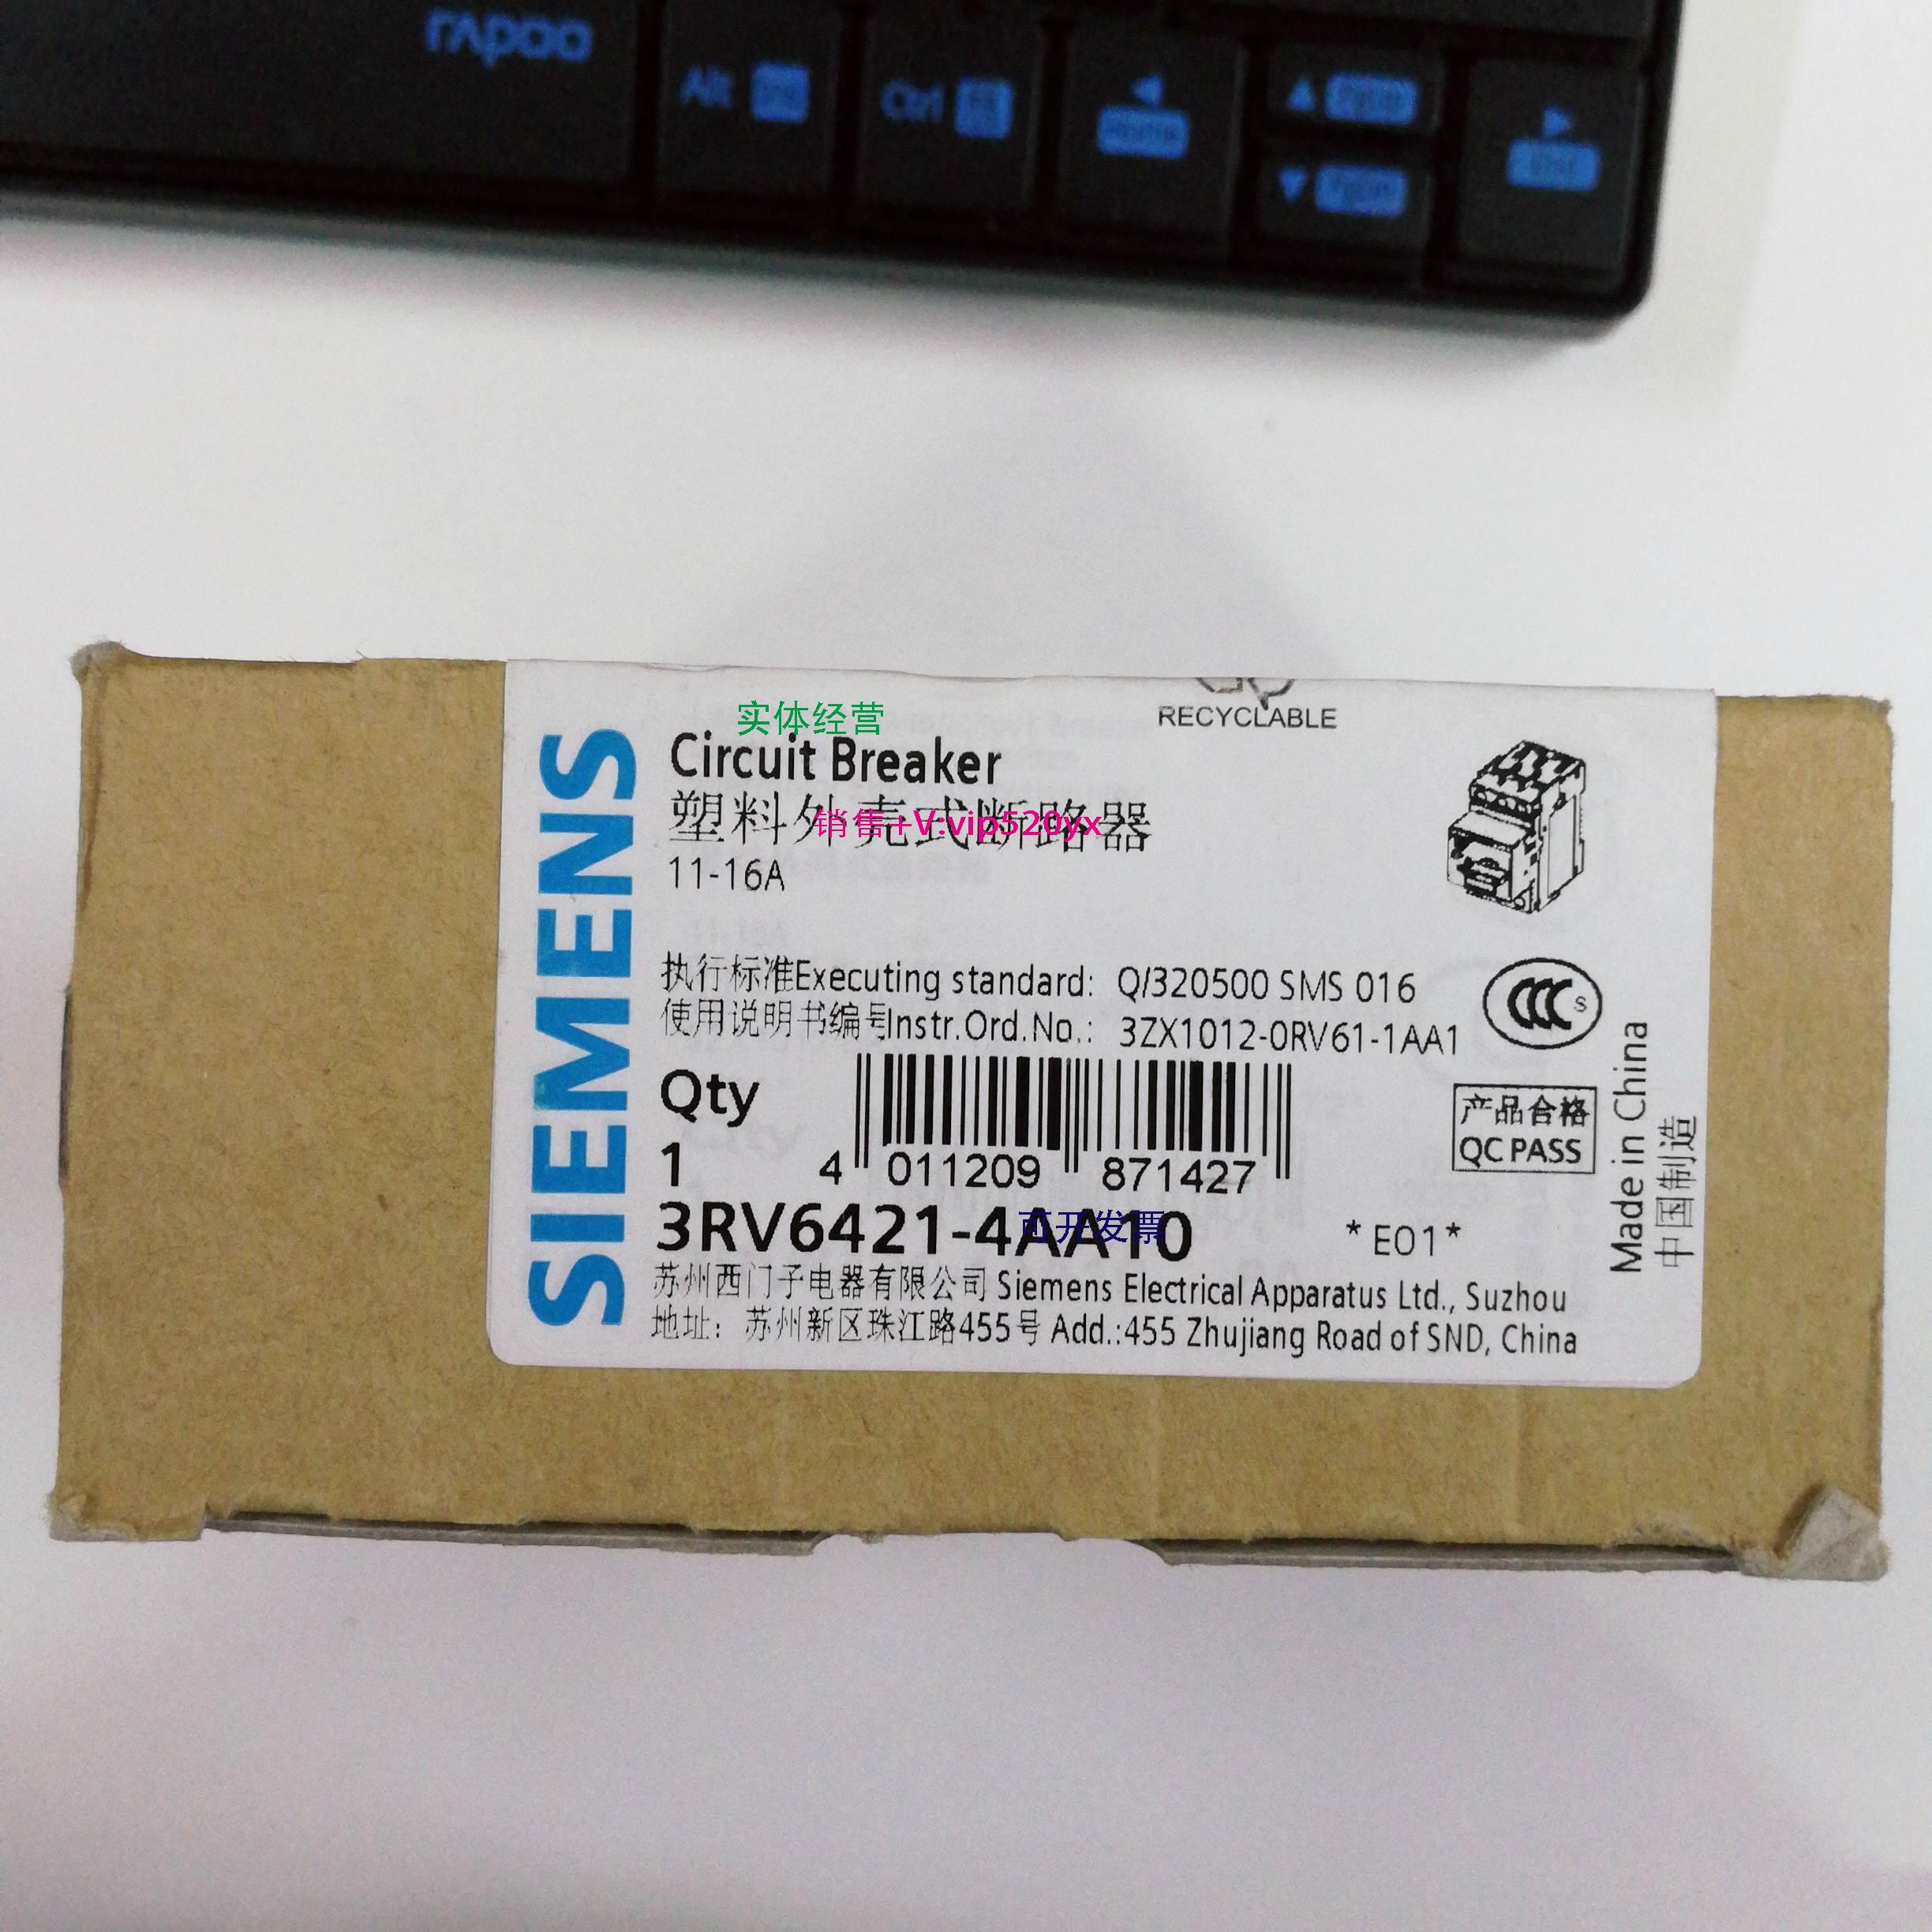 rapoo
Alt
Ctrl
RECYCLABLE
实体经营
SIEMENS
Circuit Breaker
塑料外壳式断路器
销售+V:vip520yx
11-16A
执行标准Executing standard: Q/320500 SMS 016
使用说明书编号Instr.Ord.No.: 3ZX1012-0RV61-1AA1
CCC S
Qty
1
4 011209 871427
产品合格
QC PASS
Made in China
中国制造
3RV6421-4AA10
可开发票
*E01*
苏州西门子电器有限公司 Siemens Electrical Apparatus Ltd., Suzhou
地址: 苏州新区珠江路455号 Add.:455 Zhujiang Road of SND, China